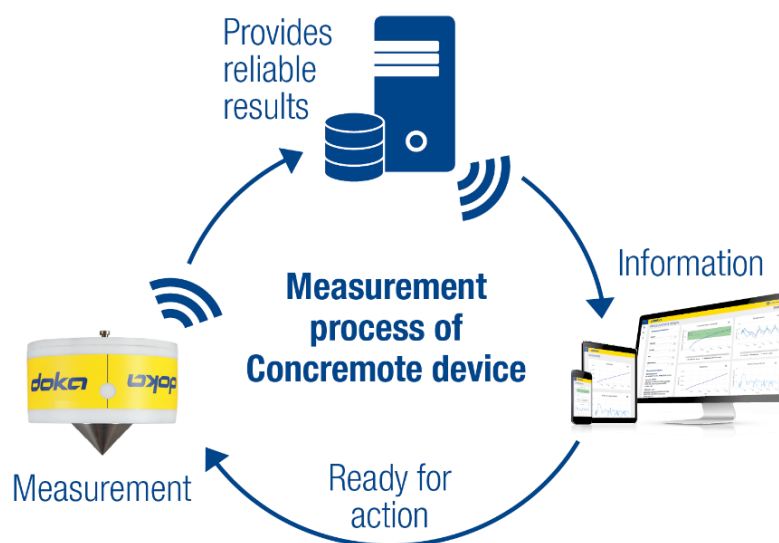 Provides
reliable
results
Information
Measurement
process of
Concremote device
doka
doka
Measurement
Ready for
action